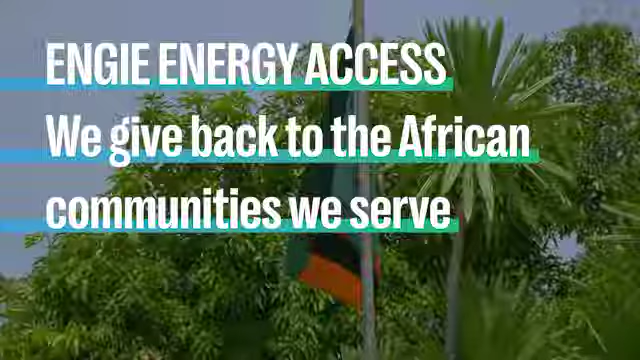 ENGIE ENERGY ACCESS
We give back to the African
communities we serve